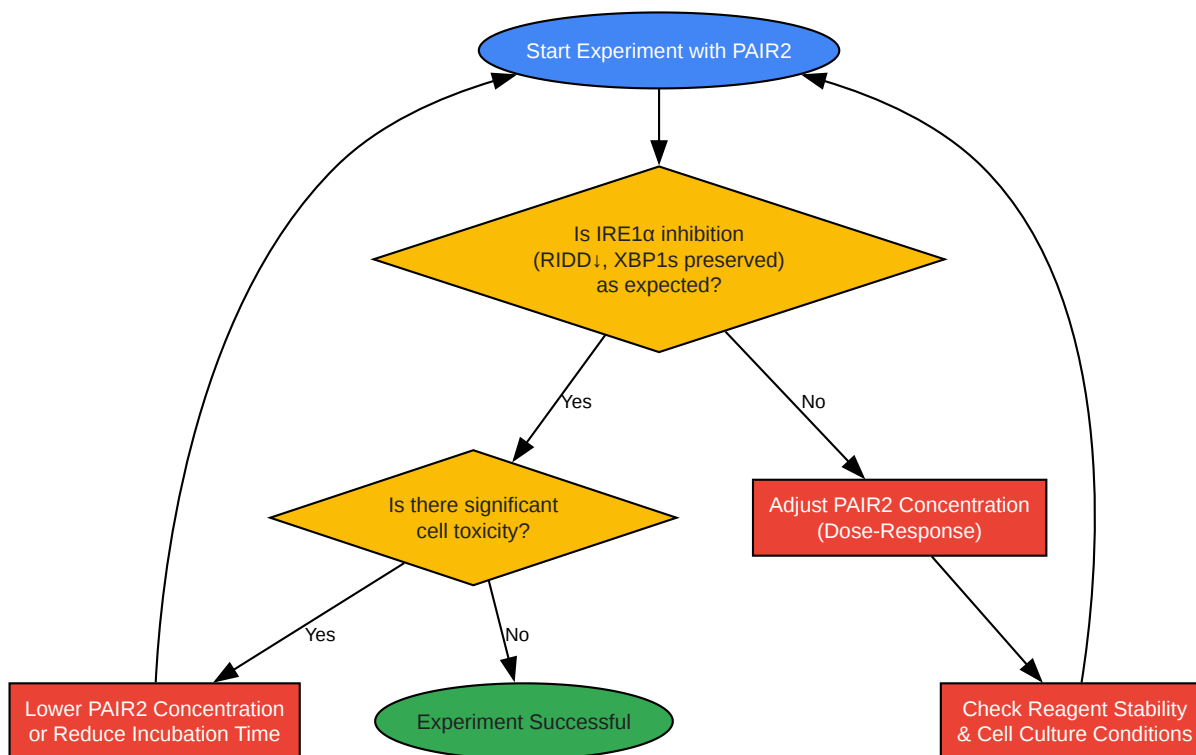 Start Experiment with PAIR2
Is IRE1α inhibition
(RIDD↓, XBP1s preserved)
as expected?
Yes
No
Is there significant
cell toxicity?
Adjust PAIR2 Concentration
(Dose-Response)
Yes
No
Lower PAIR2 Concentration
or Reduce Incubation Time
Experiment Successful
Check Reagent Stability
& Cell Culture Conditions